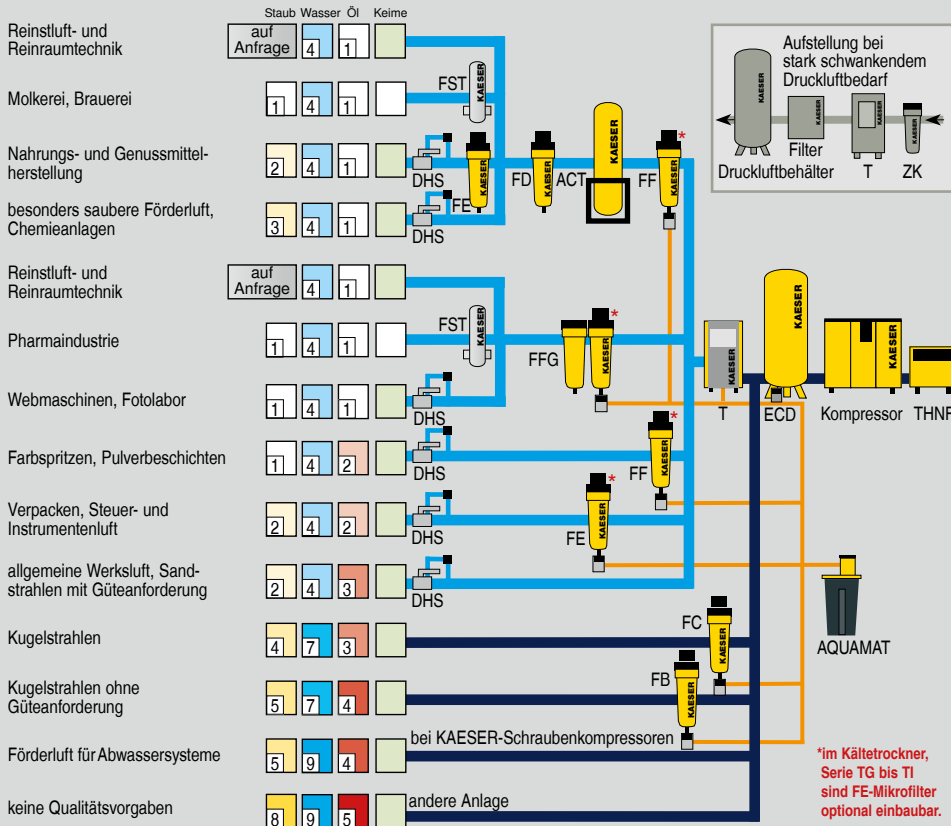 Staub Wasser Öl Keime
Reinstluft- und
Reinraumtechnik
auf
Anfrage
4
1
FST
KAESER
Molkerei, Brauerei
1
4
1
Nahrungs- und Genussmittel-
herstellung
2
4
1
DHS
FE
KAESER
FD
KAESER
ACT
KAESER
FF
KAESER
*
besonders saubere Förderluft,
Chemieanlagen
3
4
1
DHS
Aufstellung bei
stark schwankendem
Druckluftbedarf
KAESER
KAESER
KAESER
KAESER
Filter
Druckluftbehälter T ZK
Reinstluft- und
Reinraumtechnik
auf
Anfrage
4
1
FST
KAESER
Pharmaindustrie
1
4
1
FFG
KAESER
*
Webmaschinen, Fotolabor
1
4
1
DHS
KAESER
KAESER
KAESER
T ECD Kompressor THNF
Farbspritzen, Pulverbeschichten
1
4
2
DHS
FF
KAESER
*
Verpacken, Steuer- und
Instrumentenluft
2
4
2
DHS
FE
KAESER
*
allgemeine Werksluft, Sand-
strahlen mit Güteanforderung
2
4
3
DHS
AQUAMAT
Kugelstrahlen
4
7
3
FC
KAESER
Kugelstrahlen ohne
Güteanforderung
5
7
4
FB
KAESER
Förderluft für Abwassersysteme
5
9
4
bei KAESER-Schraubenkompressoren
keine Qualitätsvorgaben
8
9
5
andere Anlage
*im Kältetrockner,
Serie TG bis TI
sind FE-Mikrofilter
optional einbaubar.